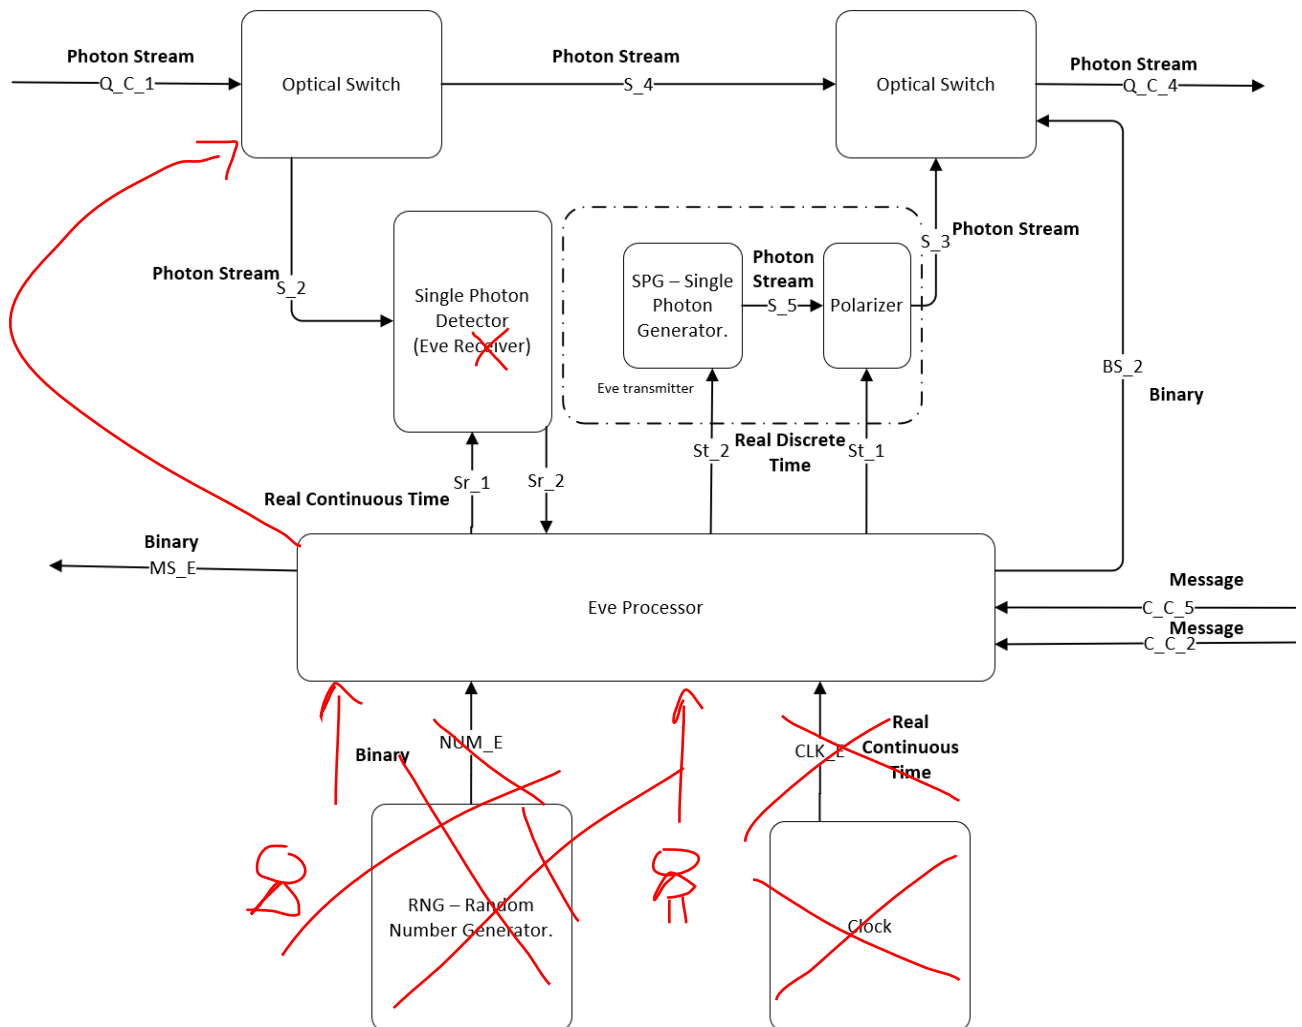 Photon Stream
Q_C_1
Optical Switch
Photon Stream
S_4
Optical Switch
Photon Stream
Q_C_4
Photon Stream
S_2
Single Photon
Detector
(Eve Receiver)
SPG – Single
Photon
Generator.
Photon
Stream
S_5
Polarizer
S_3
Photon Stream
Eve transmitter
BS_2
Binary
Real Continuous Time
Sr_1
Sr_2
St_2
Real Discrete
Time
St_1
Binary
MS_E
Eve Processor
Message
C_C_5
Message
C_C_2
Binary
NUM_E
CLK_E
Real
Continuous
Time
RNG – Random
Number Generator.
Clock